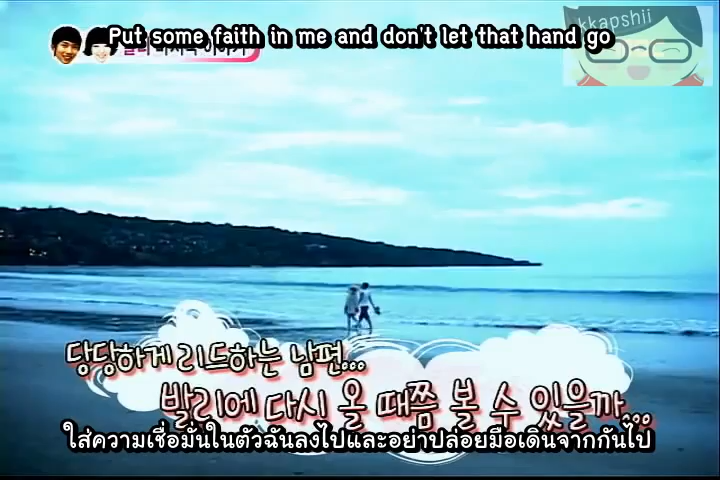 kkapshii
Put some faith in me and don't let that hand go
당당하게 리드하는 남편...
발리에 다시 올 때쯤 볼 수 있을까...
ใส่ความเชื่อมั่นในตัวฉันลงไปและอย่าปล่อยมือเดินจากกันไป